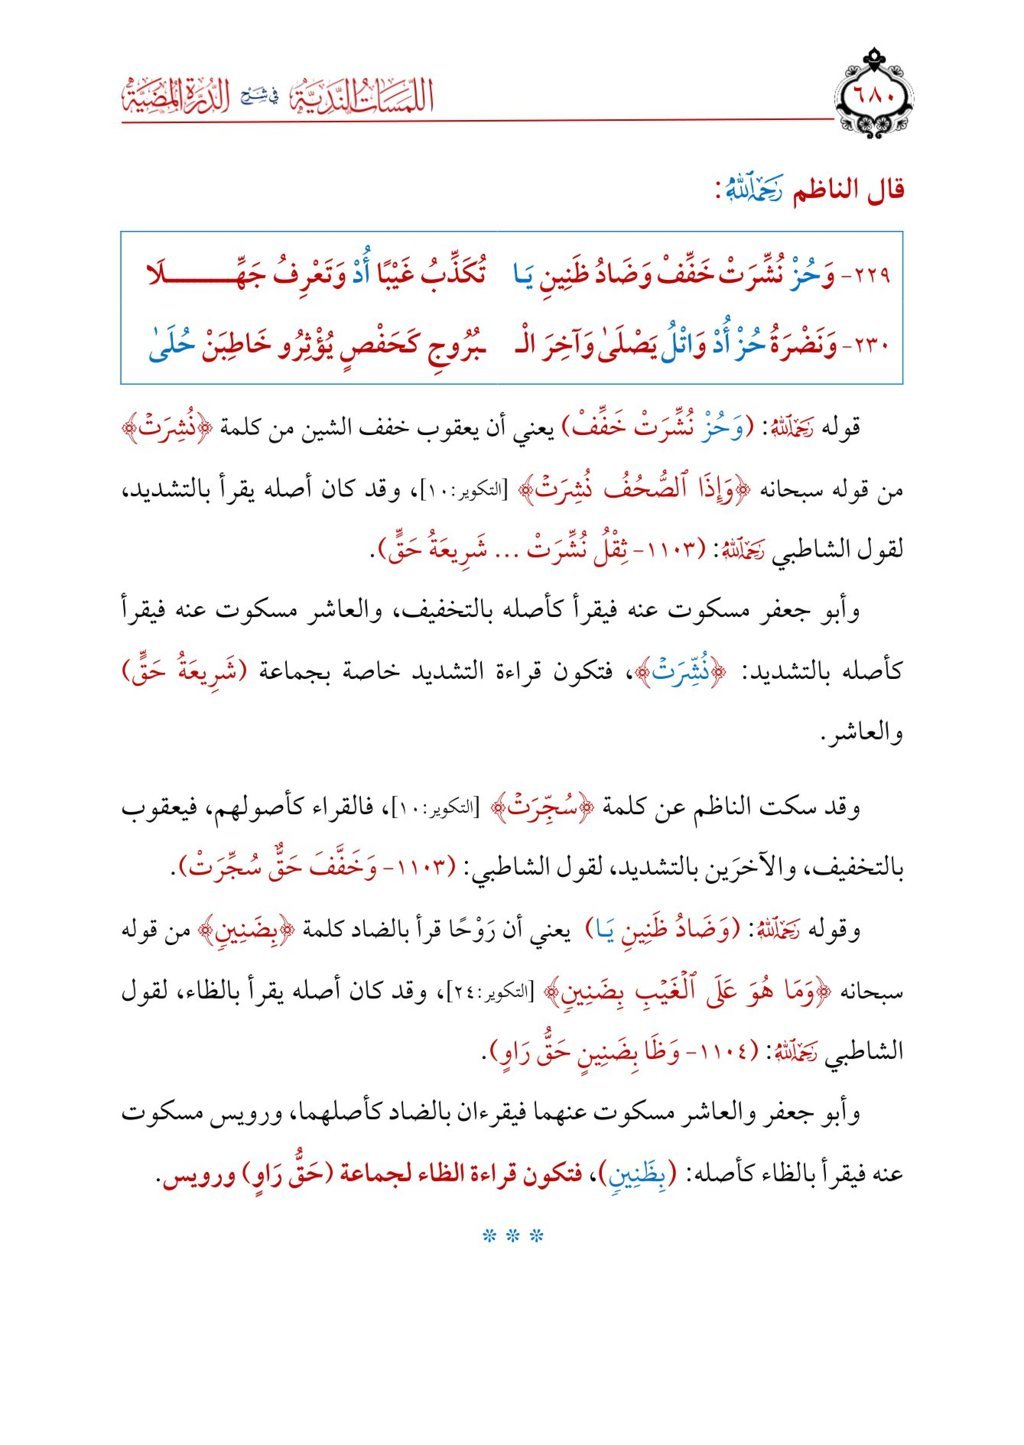 ٦٨٠
اللمسات الندية في شرح الدرة المضية
قال الناظم رَحِمَهُ ٱللَّهُ:
٢٢٩- وَحُزْ نُشِّرَتْ خَفِّفْ وَضَادُ ظَنِينِ يَـا تُكَذِّبُ غَيْبًا أُدْ وَتَعْرِفُ جَهِّــــــــلَا
٢٣٠- وَنَضْرَةُ حُزْ أُدْ وَاتْلُ يَصْلَىٰ وَآخِرَ الْـ ـبُرُوجِ كَحَفْصٍ يُؤْثِرُو خَاطِبَنْ حُلَىٰ
قوله رَحِمَهُ ٱللَّهُ: (وَحُزْ نُشِّرَتْ خَفِّفْ) يعني أن يعقوب خفف الشين من كلمة ﴿نُشِرَتۡ﴾
من قوله سبحانه ﴿وَإِذَا ٱلصُّحُفُ نُشِرَتۡ﴾ [التكوير:١٠]، وقد كان أصله يقرأ بالتشديد،
لقول الشاطبي رَحِمَهُ ٱللَّهُ: (١١٠٣- ثِقْلُ نُشِّرَتْ ... شَرِيعَةُ حَقٍّ).
وأبو جعفر مسكوت عنه فيقرأ كأصله بالتخفيف، والعاشر مسكوت عنه فيقرأ
كأصله بالتشديد: ﴿نُشِّرَتۡ﴾، فتكون قراءة التشديد خاصة بجماعة (شَرِيعَةُ حَقٍّ)
والعاشر.
وقد سكت الناظم عن كلمة ﴿سُجِّرَتۡ﴾ [التكوير:١٠]، فالقراء كأصولهم، فيعقوب
بالتخفيف، والآخرَين بالتشديد، لقول الشاطبي: (١١٠٣- وَخَفَّفَ حَقٌّ سُجِّرَتْ).
وقوله رَحِمَهُ ٱللَّهُ: (وَضَادُ ظَنِينِ يَـا) يعني أن رَوْحًا قرأ بالضاد كلمة ﴿بِضَنِينٖ﴾ من قوله
سبحانه ﴿وَمَا هُوَ عَلَى ٱلۡغَيۡبِ بِضَنِينٖ﴾ [التكوير:٢٤]، وقد كان أصله يقرأ بالظاء، لقول
الشاطبي رَحِمَهُ ٱللَّهُ: (١١٠٤- وَظَا بِضَنِينٍ حَقُّ رَاوٍ).
وأبو جعفر والعاشر مسكوت عنهما فيقرءان بالضاد كأصلهما، ورويس مسكوت
عنه فيقرأ بالظاء كأصله: (بِظَنِينٖ)، فتكون قراءة الظاء لجماعة (حَقُّ رَاوٍ) ورويس.
* * *